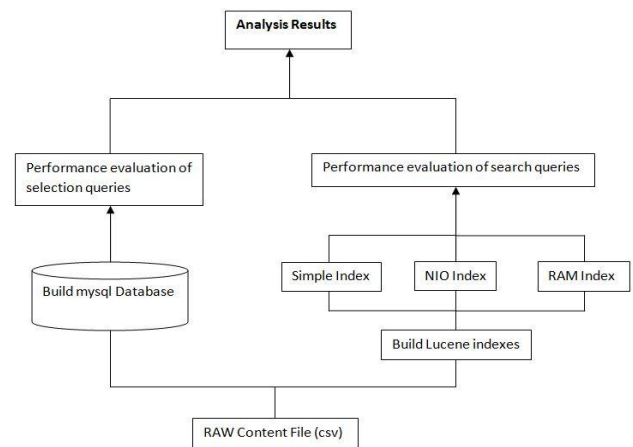 Analysis Results
Performance evaluation of
selection queries
Performance evaluation of search queries
Simple Index
NIO Index
RAM Index
Build mysql Database
Build Lucene indexes
RAW Content File (csv)